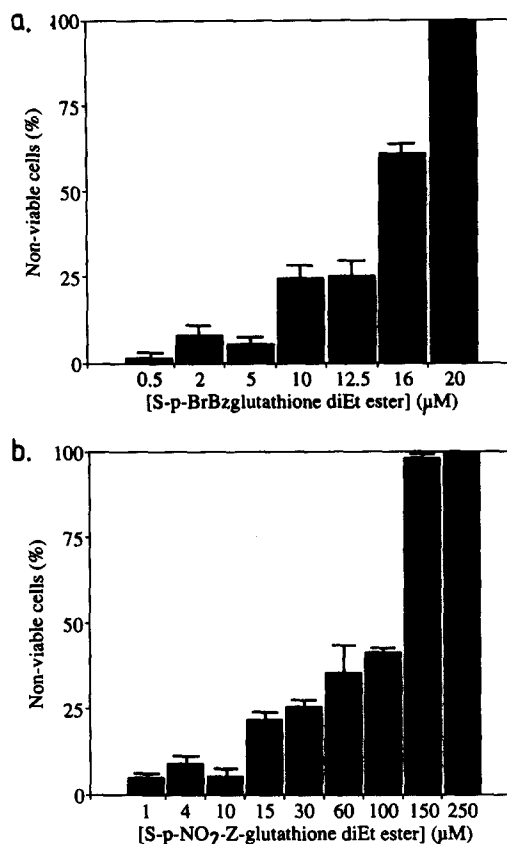 a.
100
75
50
25
0
Non-viable cells (%)
0.5 2 5 10 12.5 16 20
[S-p-BrBzglutathione diEt ester] (μM)
b.
100
75
50
25
0
Non-viable cells (%)
1 4 10 15 30 60 100 150 250
[S-p-NO2-Z-glutathione diEt ester] (μM)